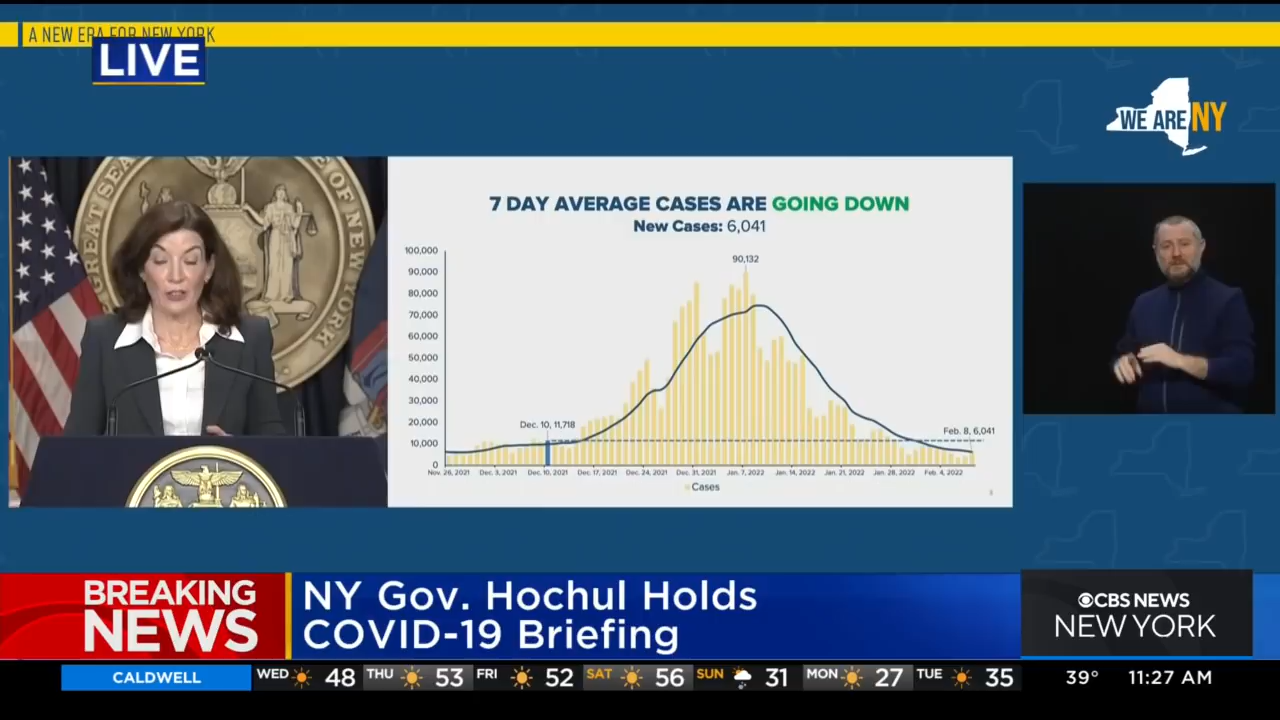 A NEW ERA FOR NEW YORK
LIVE
WE ARE NY
GREAT SEAL
OF NEW YORK
7 DAY AVERAGE CASES ARE GOING DOWN
New Cases: 6,041
100,000
90,000
80,000
70,000
60,000
50,000
40,000
30,000
20,000
10,000
0
90,132
Dec. 10, 11,718
Feb. 8, 6,041
Nov. 26, 2021
Dec. 3, 2021
Dec. 10, 2021
Dec. 17, 2021
Dec. 24, 2021
Dec. 31, 2021
Jan. 7, 2022
Jan. 14, 2022
Jan. 21, 2022
Jan. 28, 2022
Feb. 4, 2022
Cases
BREAKING
NEWS
NY Gov. Hochul Holds
COVID-19 Briefing
CBS NEWS
NEW YORK
CALDWELL
WED 48 THU 53 FRI 52 SAT 56 SUN 31 MON 27 TUE 35
39° 11:27 AM